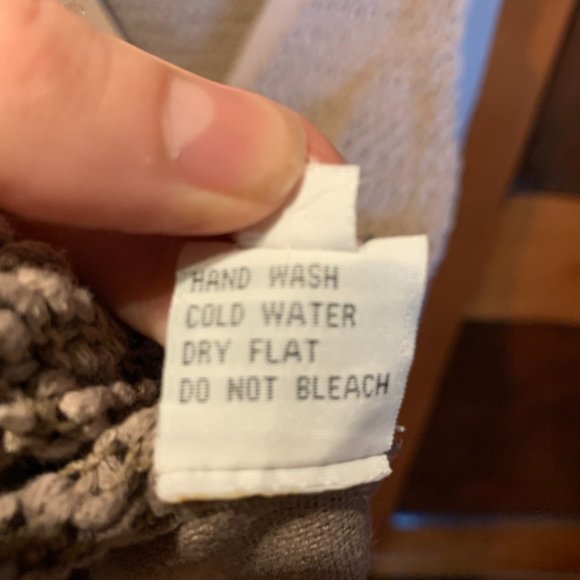 HAND WASH
COLD WATER
DRY FLAT
DO NOT BLEACH